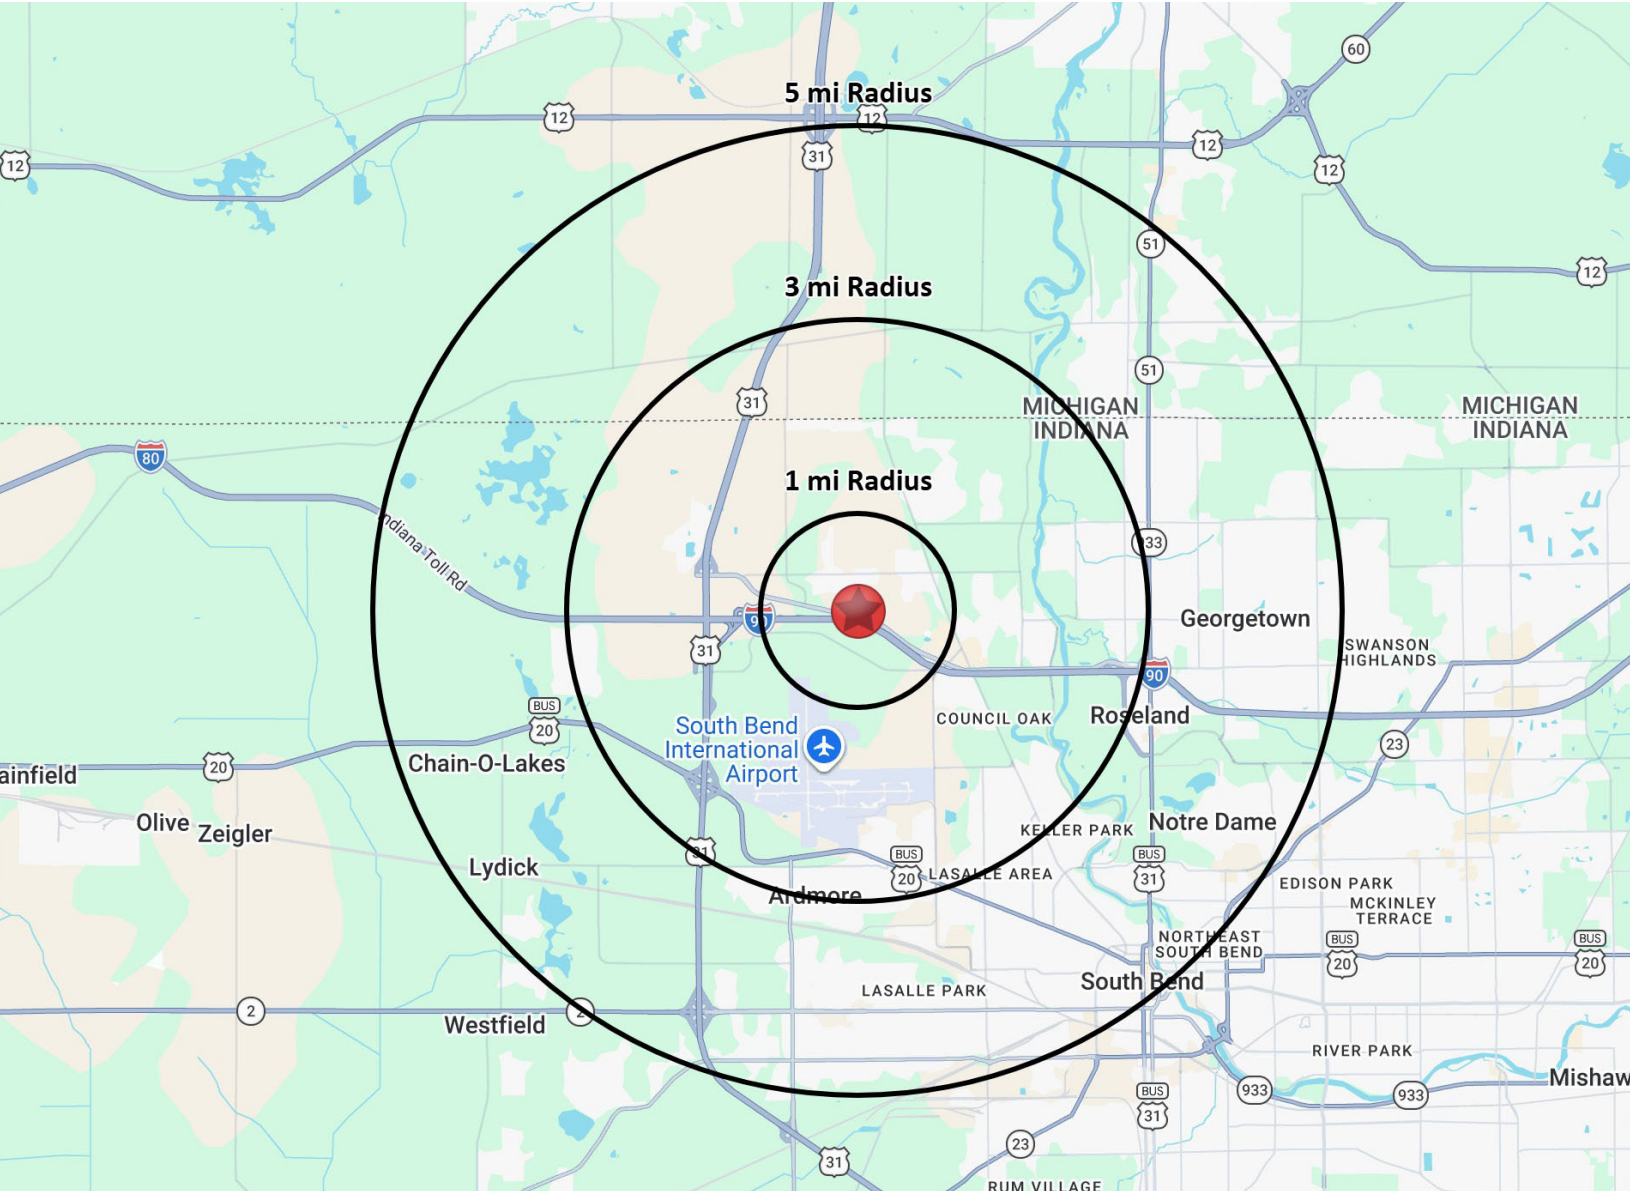 60
5 mi Radius
12
12
12
12
31
12
51
12
3 mi Radius
51
31
MICHIGAN
INDIANA
MICHIGAN
INDIANA
80
1 mi Radius
Indiana Toll Rd
933
90
Georgetown
31
SWANSON
HIGHLANDS
90
BUS
20
COUNCIL OAK
Roseland
South Bend
International
Airport
23
Chain-O-Lakes
20
ainfield
Olive
Zeigler
KELLER PARK
Notre Dame
31
BUS
20
BUS
31
Lydick
LASALLE AREA
Ardmore
EDISON PARK
MCKINLEY
TERRACE
NORTHEAST
SOUTH BEND
BUS
20
BUS
20
South Bend
LASALLE PARK
2
2
Westfield
RIVER PARK
Mishaw
933
933
BUS
31
23
31
RUM VILLAGE